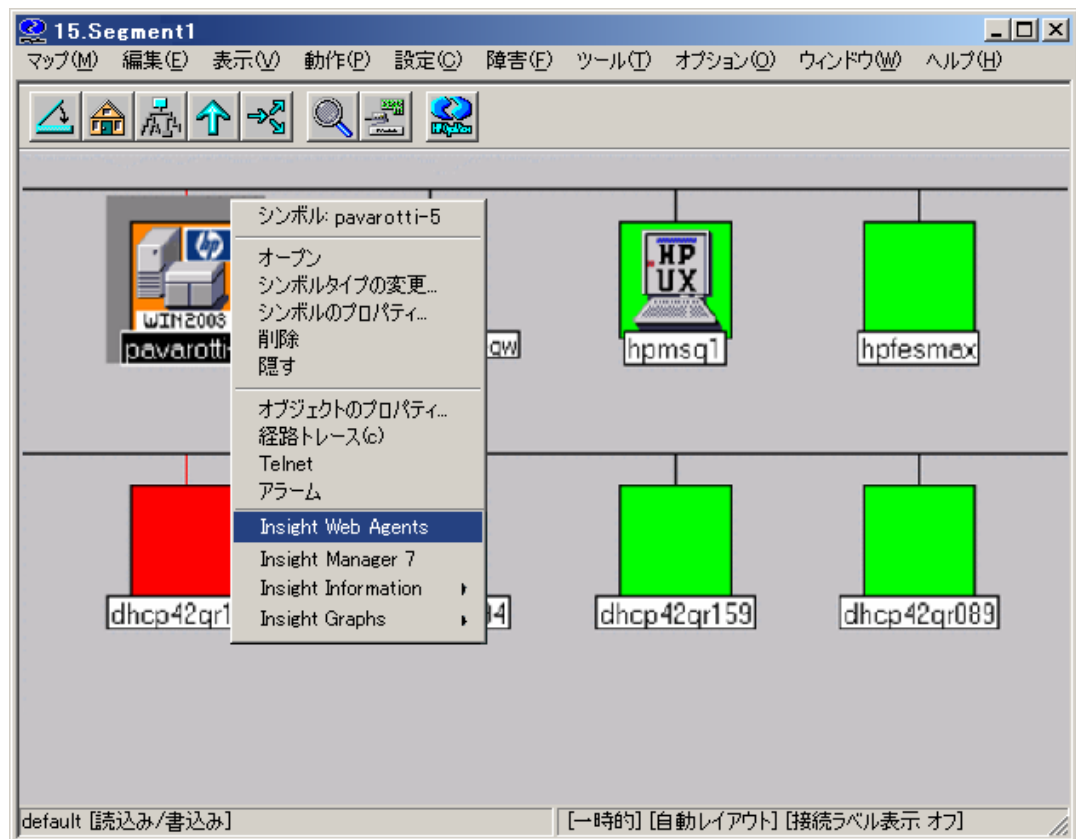 15.Segment1
マップ(M) 編集(E) 表示(V) 動作(P) 設定(C) 障害(F) ツール(T) オプション(O) ウィンドウ(W) ヘルプ(H)
hp
WIN2003
pavarotti-
シンボル: pavarotti-5
オープン
シンボルタイプの変更...
シンボルのプロパティ...
削除
隠す
オブジェクトのプロパティ...
経路トレース(c)
Telnet
アラーム
Insight Web Agents
Insight Manager 7
Insight Information
Insight Graphs
gw
HP
UX
hpmsq1
hpfesmax
dhcp42qr1
94
dhcp42qr159
dhcp42qr089
default [読込み/書込み]
[一時的] [自動レイアウト] [接続ラベル表示 オフ]